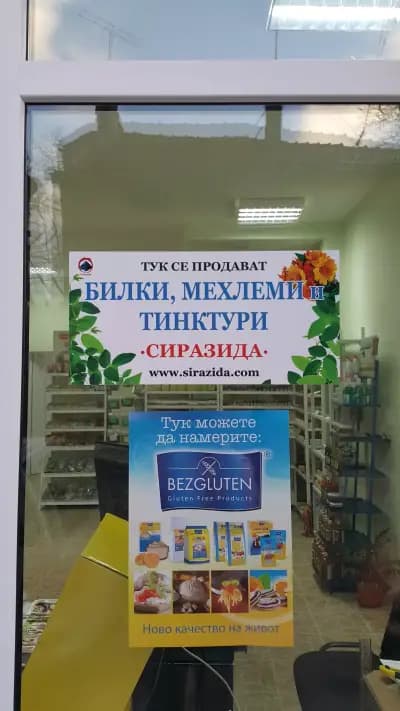 ТУК СЕ ПРОДАВАТ
БИЛКИ, МЕХЛЕМИ и
ТИНКТУРИ
·СИРАЗИДА·
www.sirazida.com
Тук можете
да намерите:
BEZGLUTEN®
Gluten Free Products
Ново качество на живот